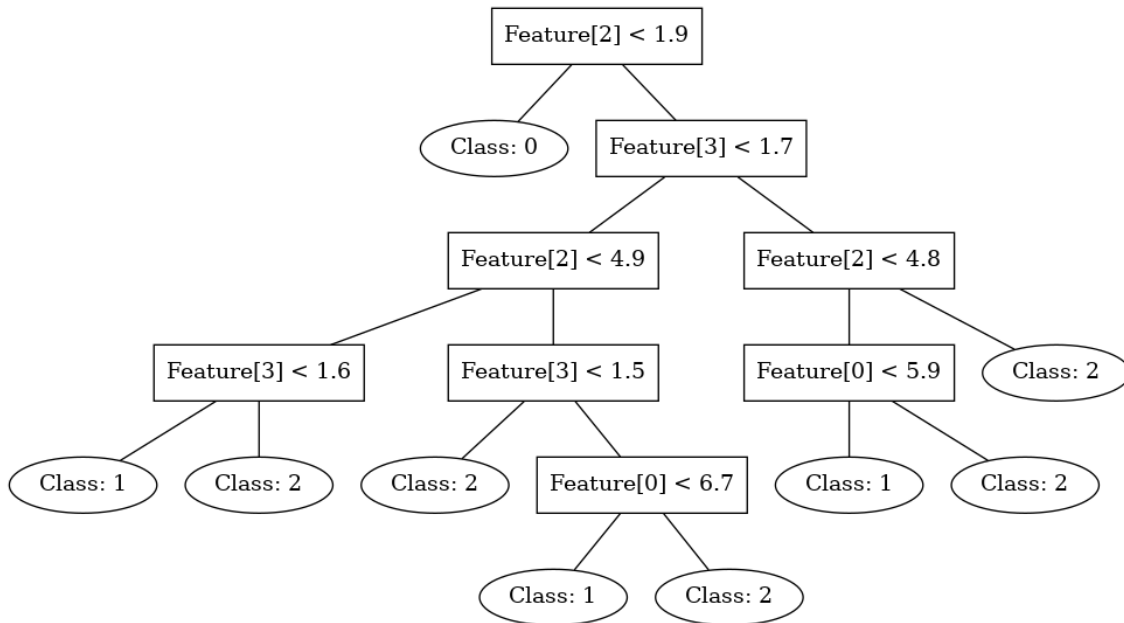 Feature[2] < 1.9
Class: 0
Feature[3] < 1.7
Feature[2] < 4.9
Feature[2] < 4.8
Feature[3] < 1.6
Feature[3] < 1.5
Feature[0] < 5.9
Class: 2
Class: 1
Class: 2
Class: 2
Feature[0] < 6.7
Class: 1
Class: 2
Class: 1
Class: 2